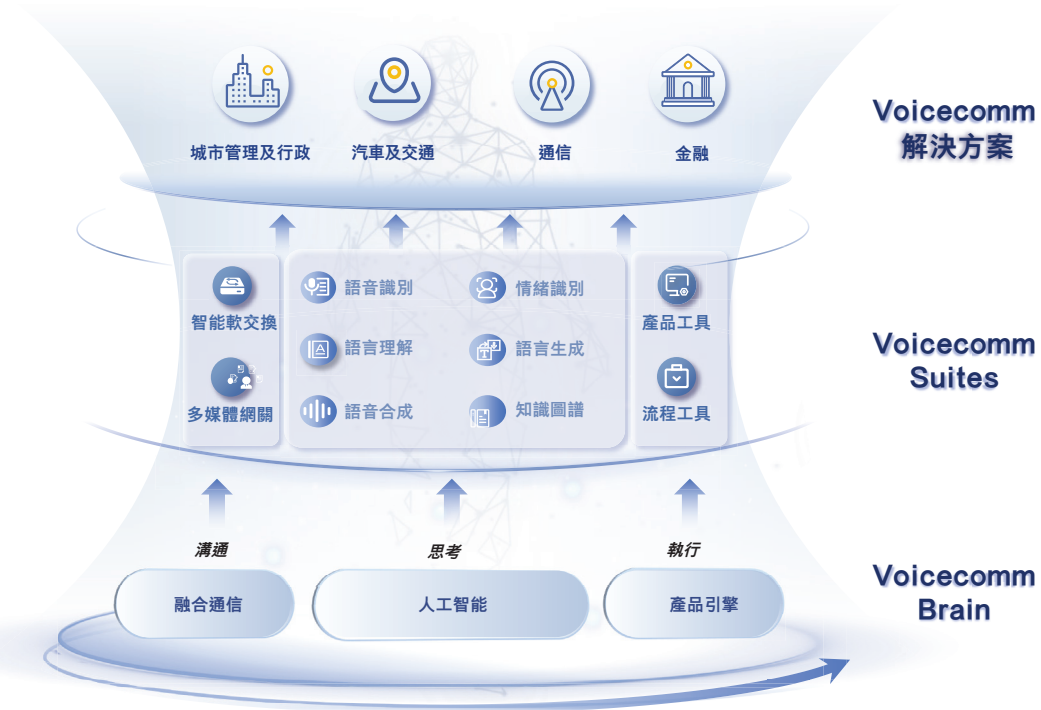 城市管理及行政
汽車及交通
通信
金融
Voicecomm
解決方案
智能軟交換
多媒體網關
語音識別
情緒識別
語言理解
語言生成
語音合成
知識圖譜
產品工具
流程工具
Voicecomm
Suites
溝通
思考
執行
融合通信
人工智能
產品引擎
Voicecomm
Brain